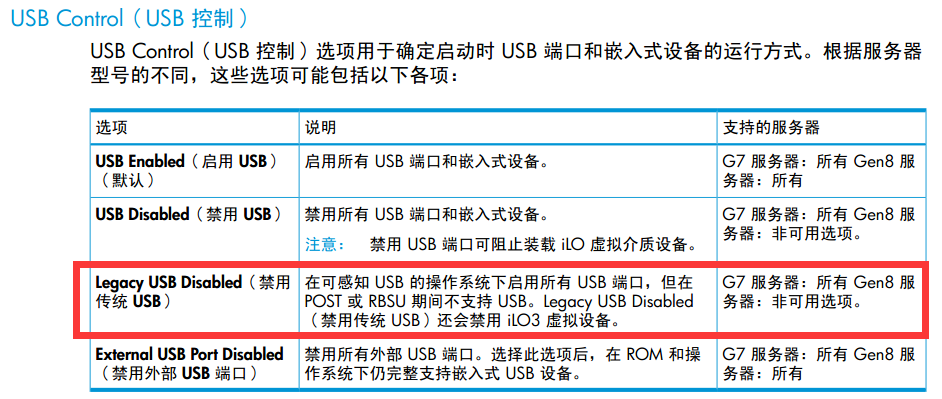 USB Control（USB 控制）
USB Control（USB 控制）选项用于确定启动时 USB 端口和嵌入式设备的运行方式。根据服务器
型号的不同，这些选项可能包括以下各项：
选项 说明 支持的服务器
USB Enabled（启用 USB）
（默认）
启用所有 USB 端口和嵌入式设备。
G7 服务器：所有 Gen8 服
务器：所有
USB Disabled（禁用 USB）
禁用所有 USB 端口和嵌入式设备。
注意： 禁用 USB 端口可阻止装载 iLO 虚拟介质设备。
G7 服务器：所有 Gen8 服
务器：非可用选项。
Legacy USB Disabled（禁用
传统 USB）
在可感知 USB 的操作系统下启用所有 USB 端口，但在
POST 或 RBSU 期间不支持 USB。Legacy USB Disabled
（禁用传统 USB）还会禁用 iLO3 虚拟设备。
G7 服务器：所有 Gen8 服
务器：非可用选项。
External USB Port Disabled
（禁用外部 USB 端口）
禁用所有外部 USB 端口。选择此选项后，在 ROM 和操
作系统下仍完整支持嵌入式 USB 设备。
G7 服务器：所有 Gen8 服
务器：所有